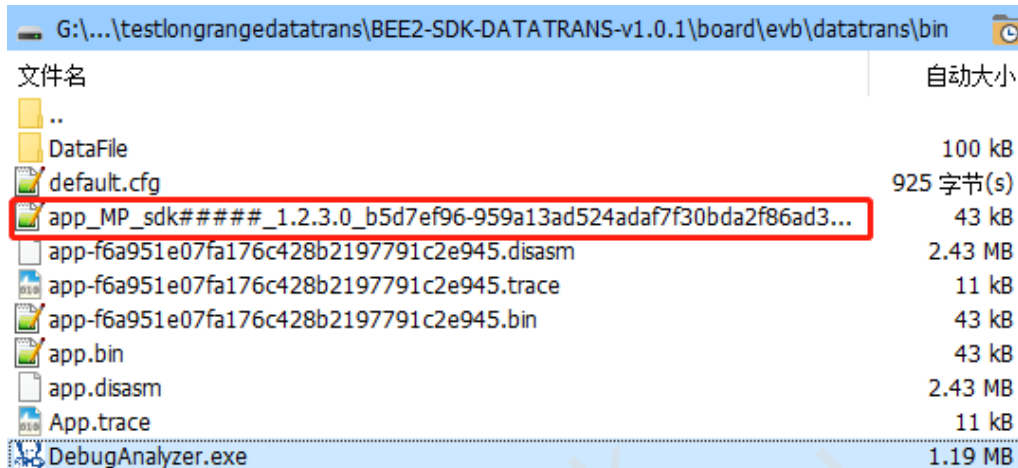 G:\...\testlongrangedatatrans\BEE2-SDK-DATATRANS-v1.0.1\board\evb\datatrans\bin
文件名 自动大小
..
DataFile 100 kB
default.cfg 925 字节(s)
app_MP_sdk#####_1.2.3.0_b5d7ef96-959a13ad524adaf7f30bda2f86ad3... 43 kB
app-f6a951e07fa176c428b2197791c2e945.disasm 2.43 MB
app-f6a951e07fa176c428b2197791c2e945.trace 11 kB
app-f6a951e07fa176c428b2197791c2e945.bin 43 kB
app.bin 43 kB
app.disasm 2.43 MB
App.trace 11 kB
DebugAnalyzer.exe 1.19 MB